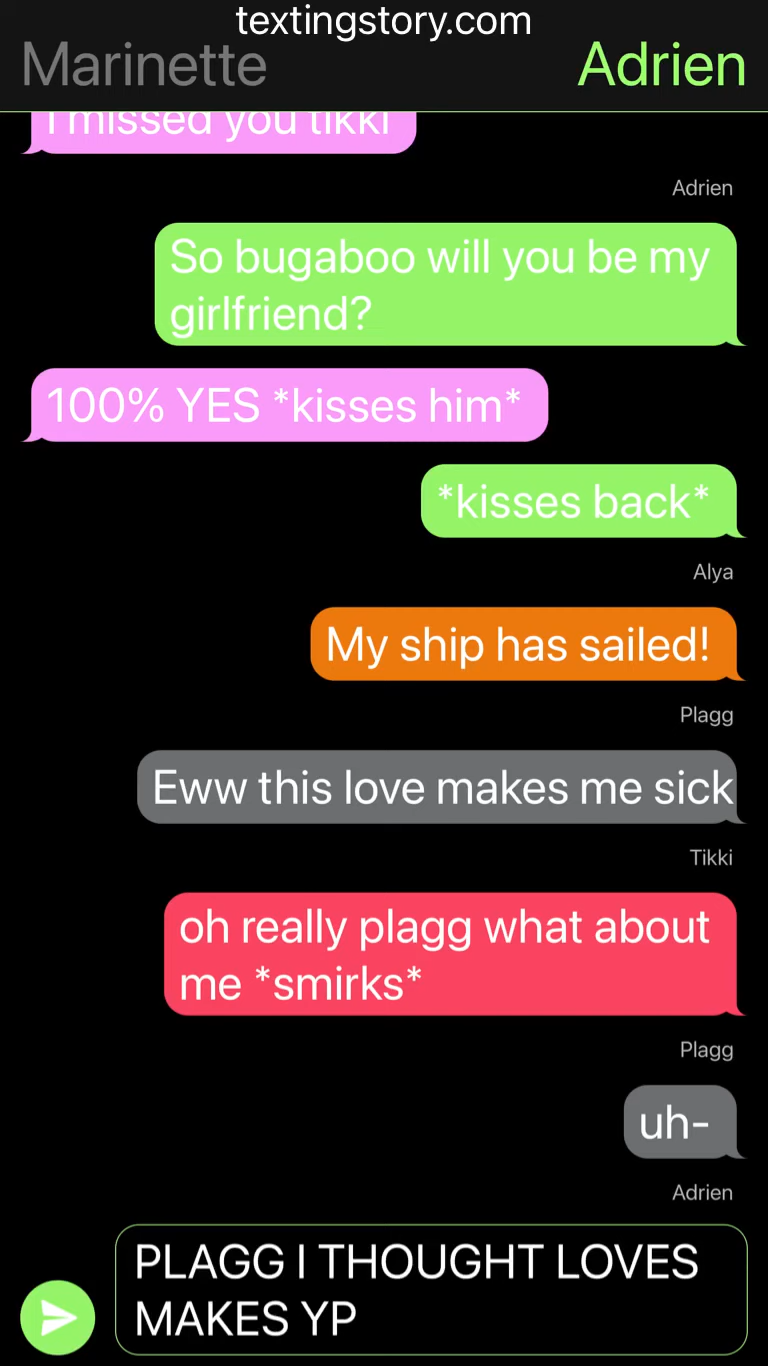 textingstory.com
Marinette
Adrien
I missed you tikki
Adrien
So bugaboo will you be my
girlfriend?
100% YES *kisses him*
*kisses back*
Alya
My ship has sailed!
Plagg
Eww this love makes me sick
Tikki
oh really plagg what about
me *smirks*
Plagg
uh-
Adrien
PLAGG I THOUGHT LOVES
MAKES YP